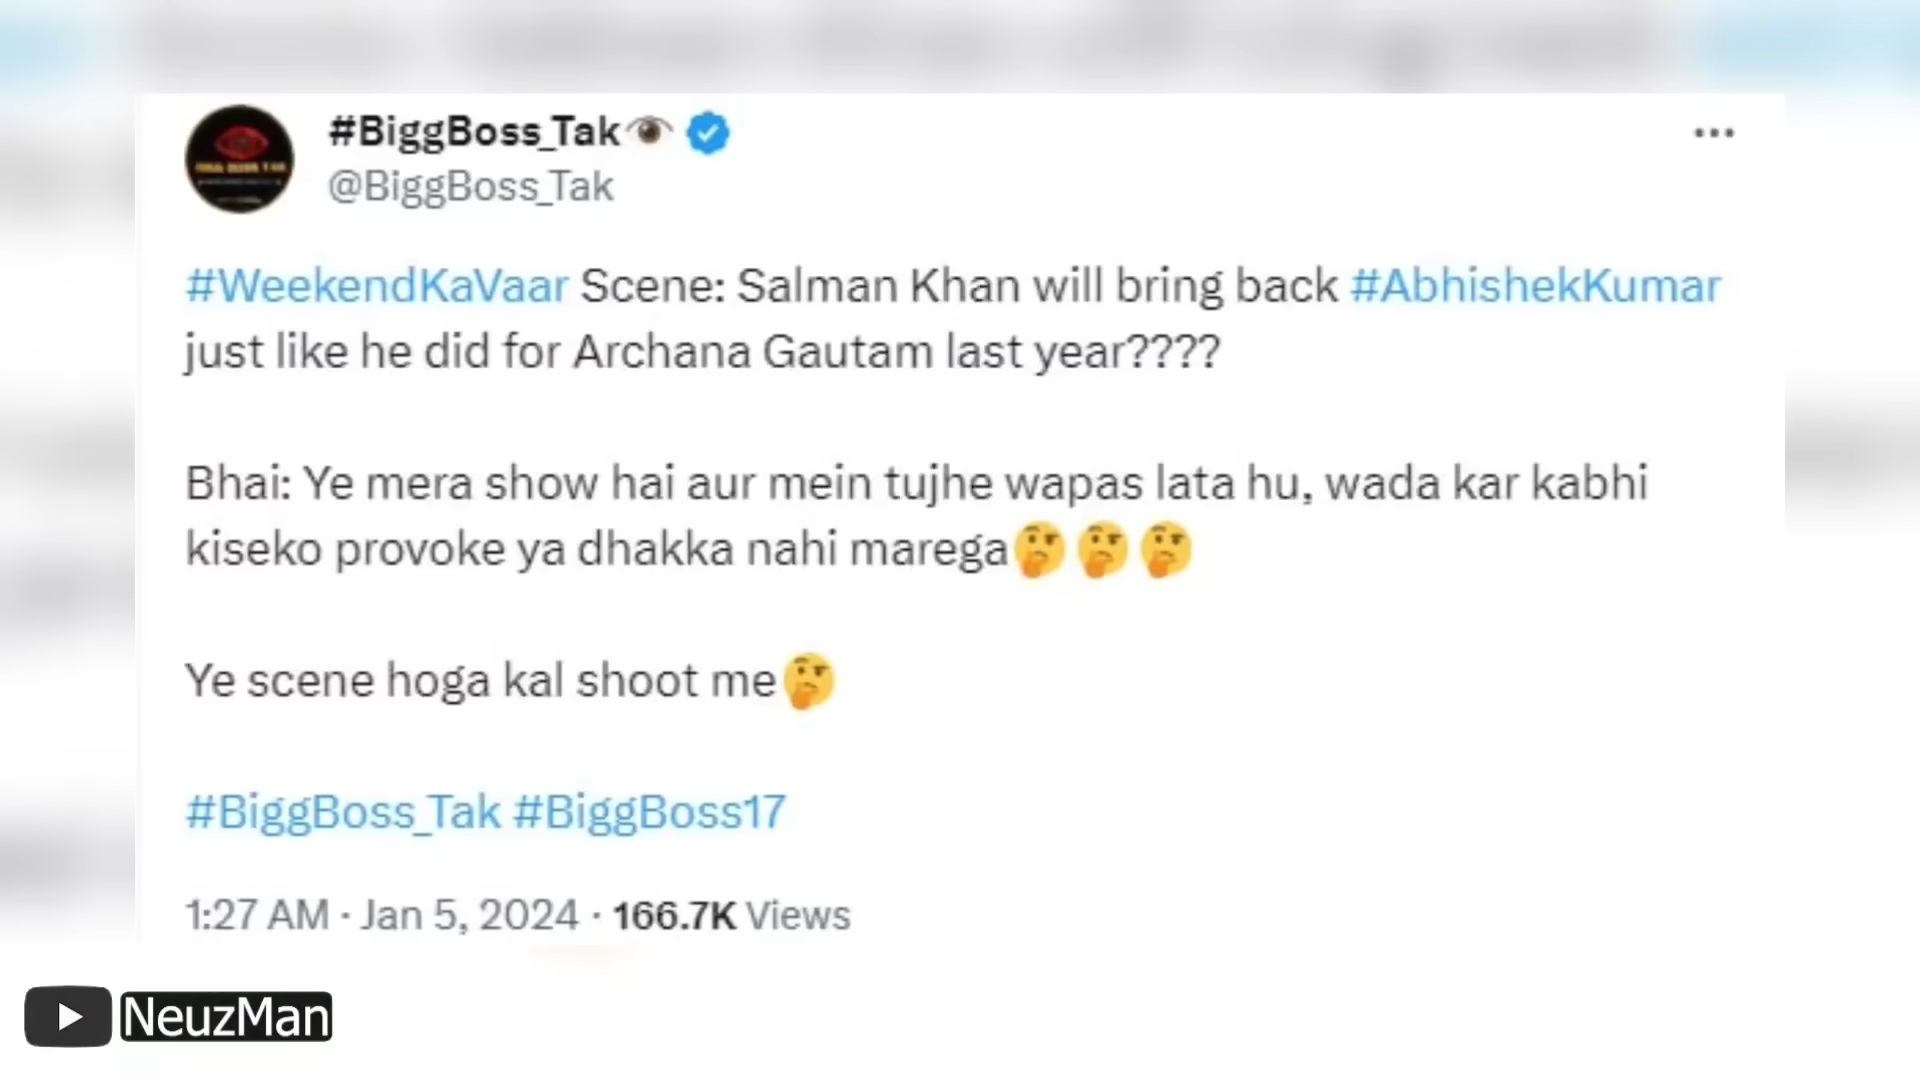 #BiggBoss_Tak👁
@BiggBoss_Tak
#WeekendKaVaar Scene: Salman Khan will bring back #AbhishekKumar
just like he did for Archana Gautam last year????
Bhai: Ye mera show hai aur mein tujhe wapas lata hu, wada kar kabhi
kiseko provoke ya dhakka nahi marega🤔🤔🤔
Ye scene hoga kal shoot me🤔
#BiggBoss_Tak #BiggBoss17
1:27 AM · Jan 5, 2024 · 166.7K Views
NeuzMan